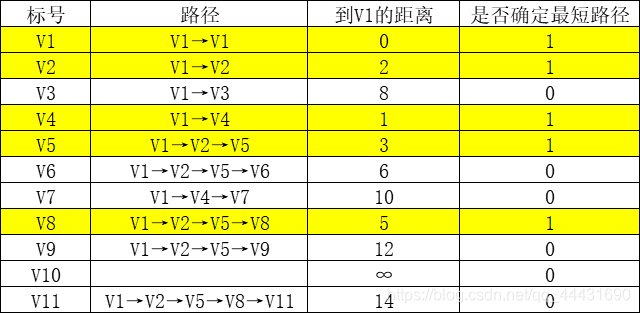 标号 路径 到V1的距离 是否确定最短路径
V1 V1→V1 0 1
V2 V1→V2 2 1
V3 V1→V3 8 0
V4 V1→V4 1 1
V5 V1→V2→V5 3 1
V6 V1→V2→V5→V6 6 0
V7 V1→V4→V7 10 0
V8 V1→V2→V5→V8 5 1
V9 V1→V2→V5→V9 12 0
V10 ∞ 0
V11 V1→V2→V5→V8→V11 14 0
https://blog.csdn.net/qq_44431690